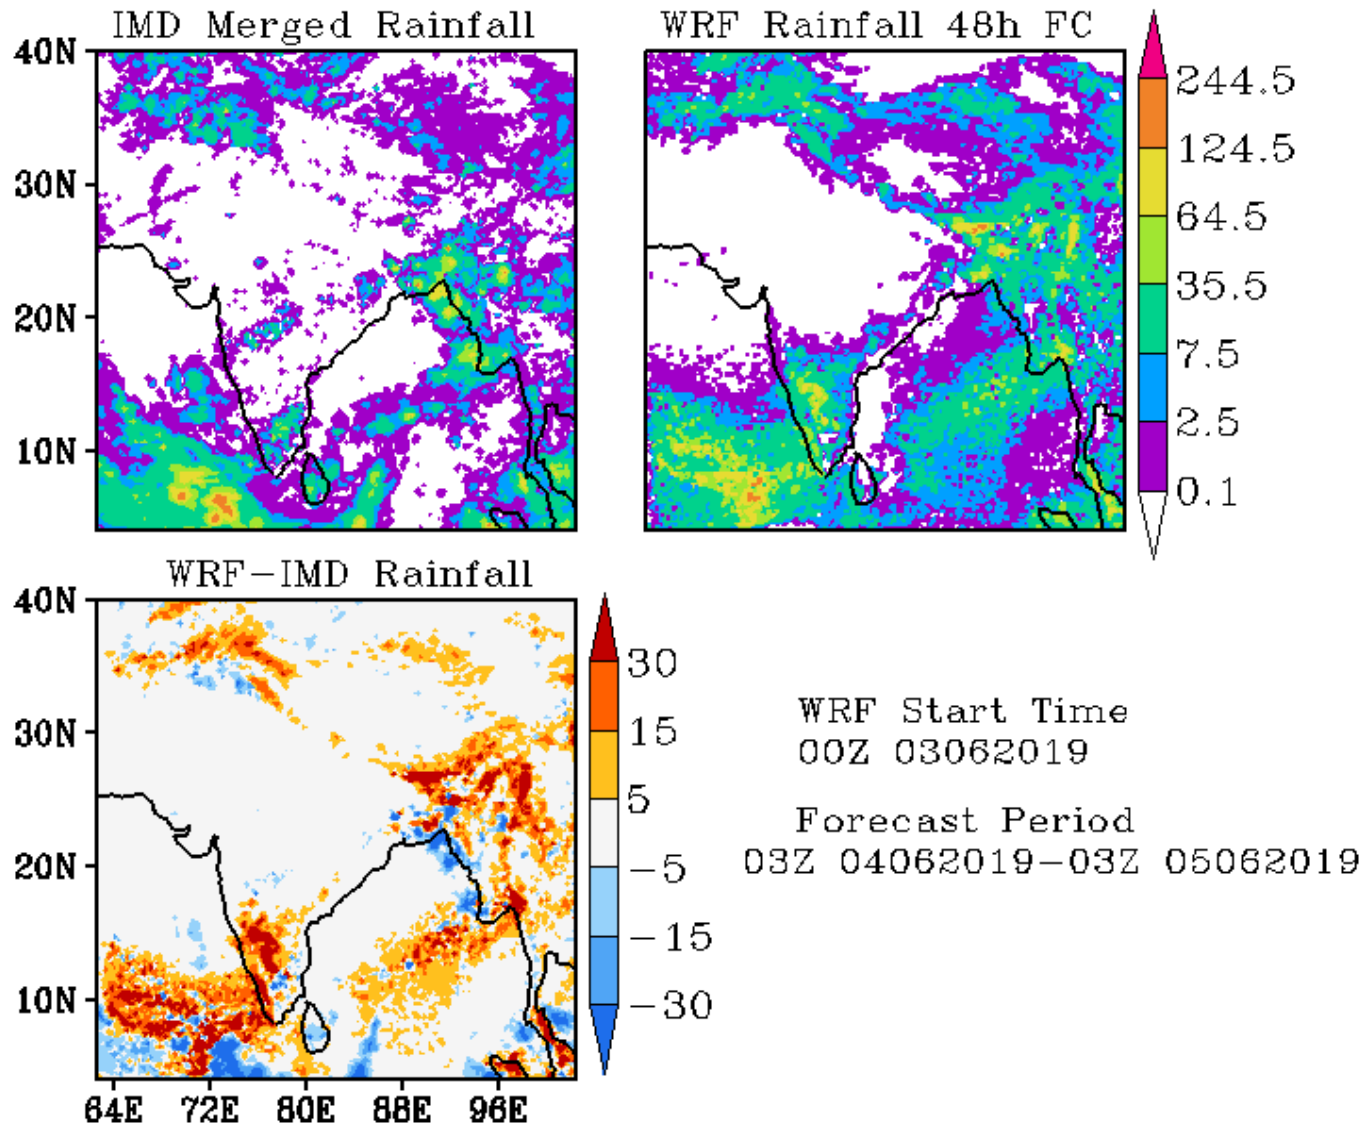 IMD Merged Rainfall
WRF Rainfall 48h FC
40N
30N
20N
10N
244.5
124.5
64.5
35.5
7.5
2.5
0.1
WRF-IMD Rainfall
40N
30N
20N
10N
64E 72E 80E 88E 96E
30
15
5
-5
-15
-30
WRF Start Time
00Z 03062019
Forecast Period
03Z 04062019-03Z 05062019